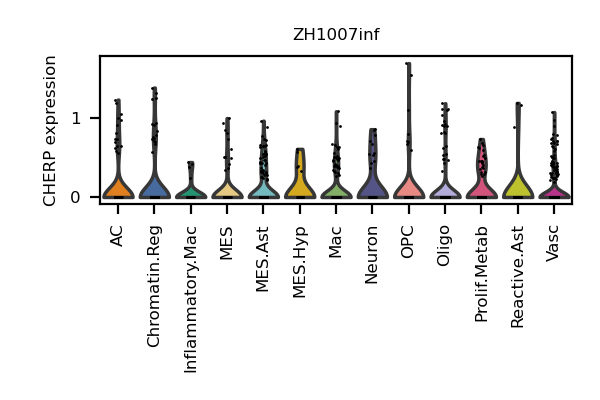 ZH1007inf
CHERP expression
1
0
AC
Chromatin.Reg
Inflammatory.Mac
MES
MES.Ast
MES.Hyp
Mac
Neuron
OPC
Oligo
Prolif.Metab
Reactive.Ast
Vasc